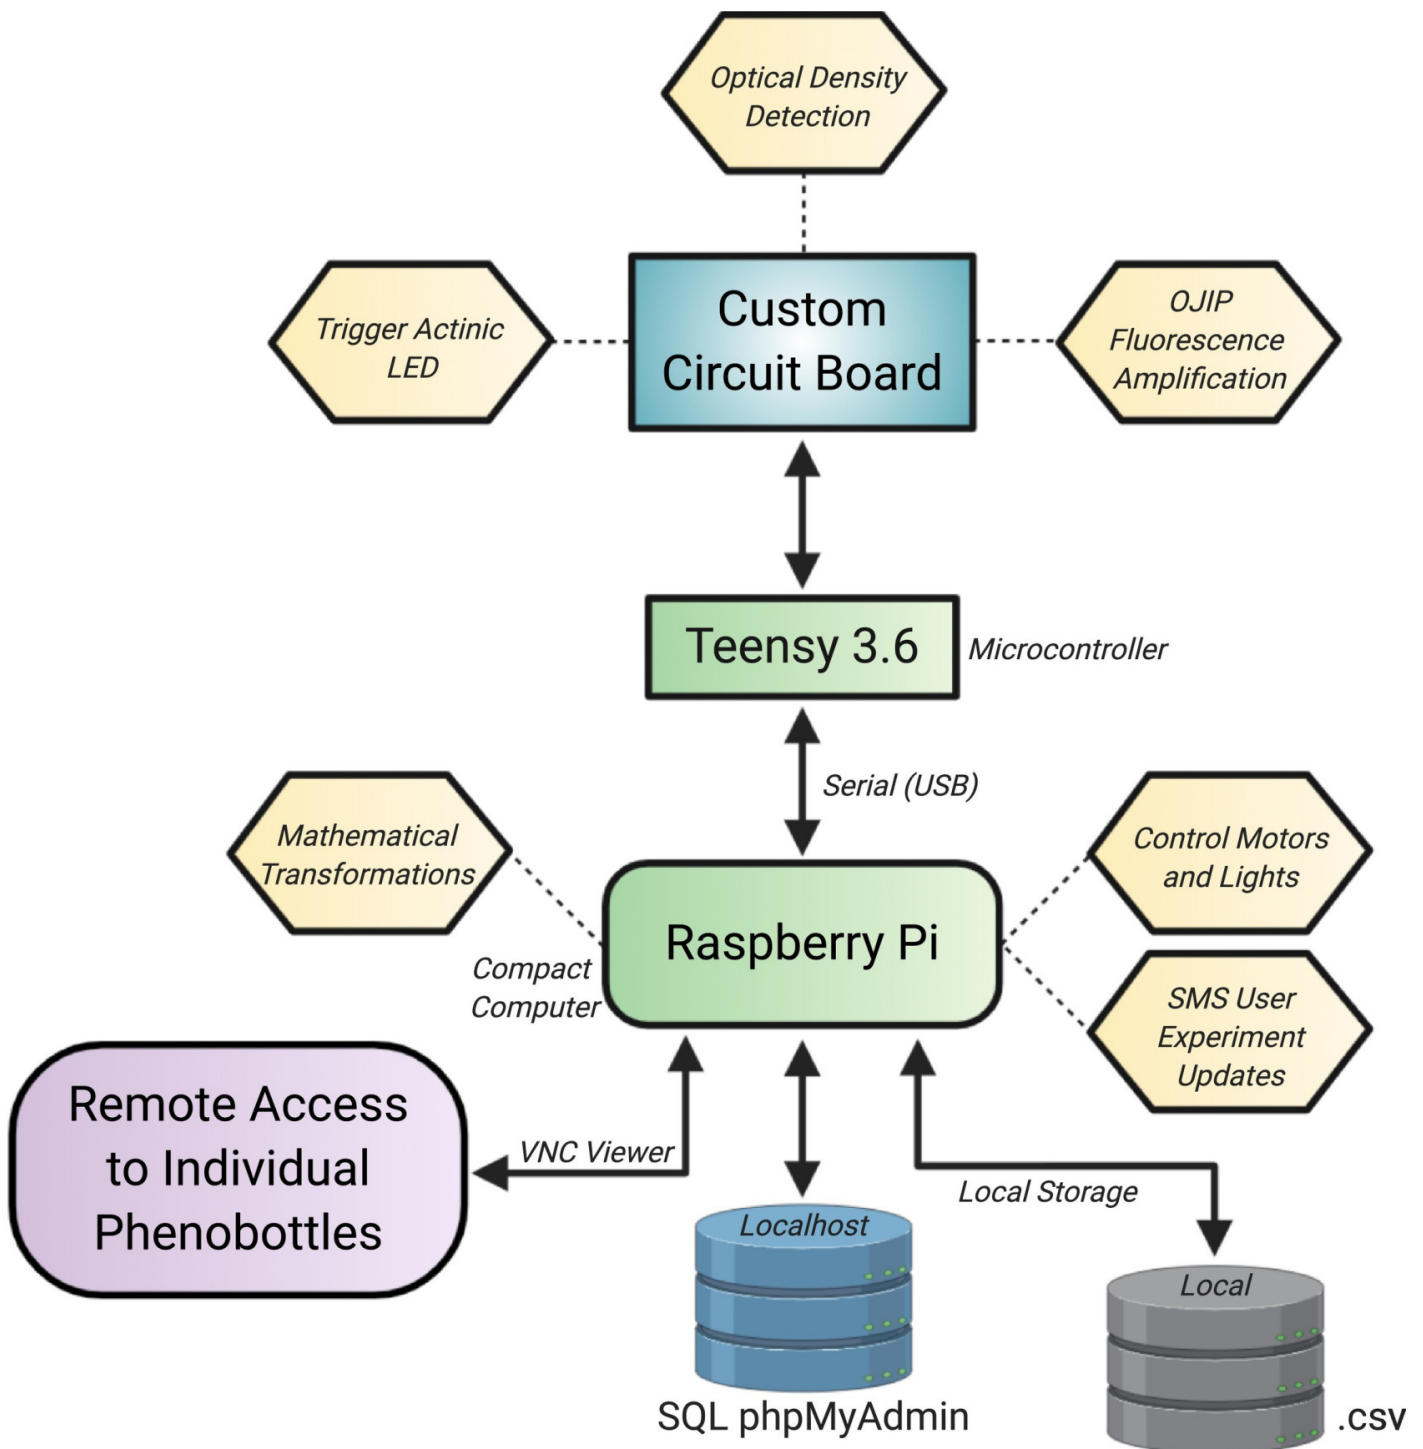 Optical Density
Detection
Trigger Actinic
LED
Custom
Circuit Board
OJIP
Fluorescence
Amplification
Teensy 3.6
Microcontroller
Serial (USB)
Mathematical
Transformations
Control Motors
and Lights
Raspberry Pi
Compact
Computer
SMS User
Experiment
Updates
Remote Access
to Individual
Phenobottles
VNC Viewer
Local Storage
Localhost
Local
SQL phpMyAdmin
.csv